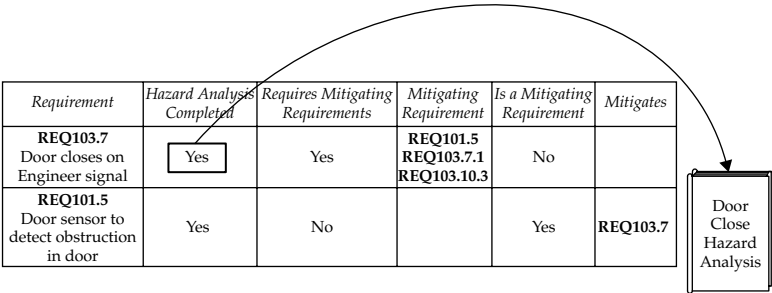 Requirement
Hazard Analysis
Completed
Requires Mitigating
Requirements
Mitigating
Requirement
Is a Mitigating
Requirement
Mitigates
REQ103.7
Door closes on
Engineer signal
Yes
Yes
REQ101.5
REQ103.7.1
REQ103.10.3
No
REQ101.5
Door sensor to
detect obstruction
in door
Yes
No
Yes
REQ103.7
Door
Close
Hazard
Analysis